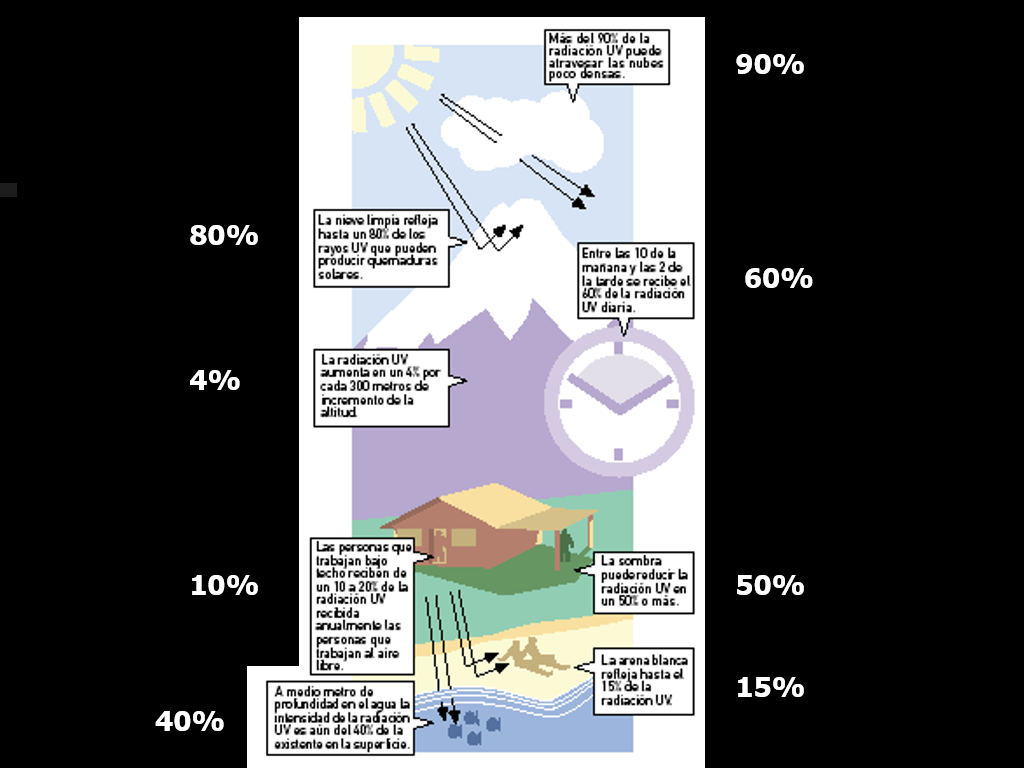 Más del 90% de la
radiación UV puede
atravesar las nubes
poco densas.
90%
La nieve limpia refleja
hasta un 80% de los
rayos UV que pueden
producir quemaduras
solares.
80%
Entre las 10 de la
mañana y las 2 de
la tarde se recibe el
60% de la radiación
UV diaria.
60%
La radiación UV
aumenta en un 4% por
cada 300 metros de
incremento de la
altitud.
4%
Las personas que
trabajan bajo
techo reciben de
un 10 a 20% de la
radiación UV
recibida
anualmente las
personas que
trabajan al aire
libre.
10%
La sombra
puede reducir la
radiación UV en
un 50% o más.
50%
La arena blanca
refleja hasta el
15% de la
radiación UV.
15%
A medio metro de
profundidad en el agua la
intensidad de la radiación
UV es aún del 40% de la
existente en la superficie.
40%